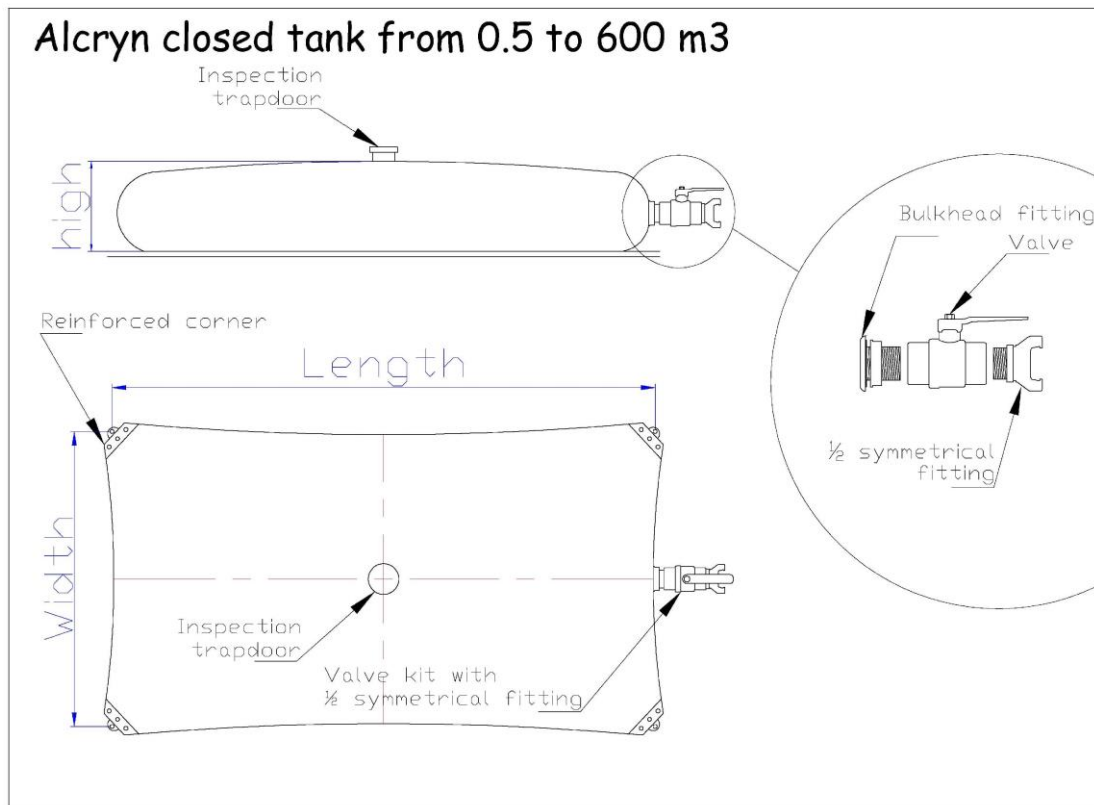 Alcryn closed tank from 0.5 to 600 m3
Inspection
trapdoor
high
Bulkhead fitting
Valve
½ symmetrical
fitting
Reinforced corner
Length
Width
Inspection
trapdoor
Valve kit with
½ symmetrical fitting